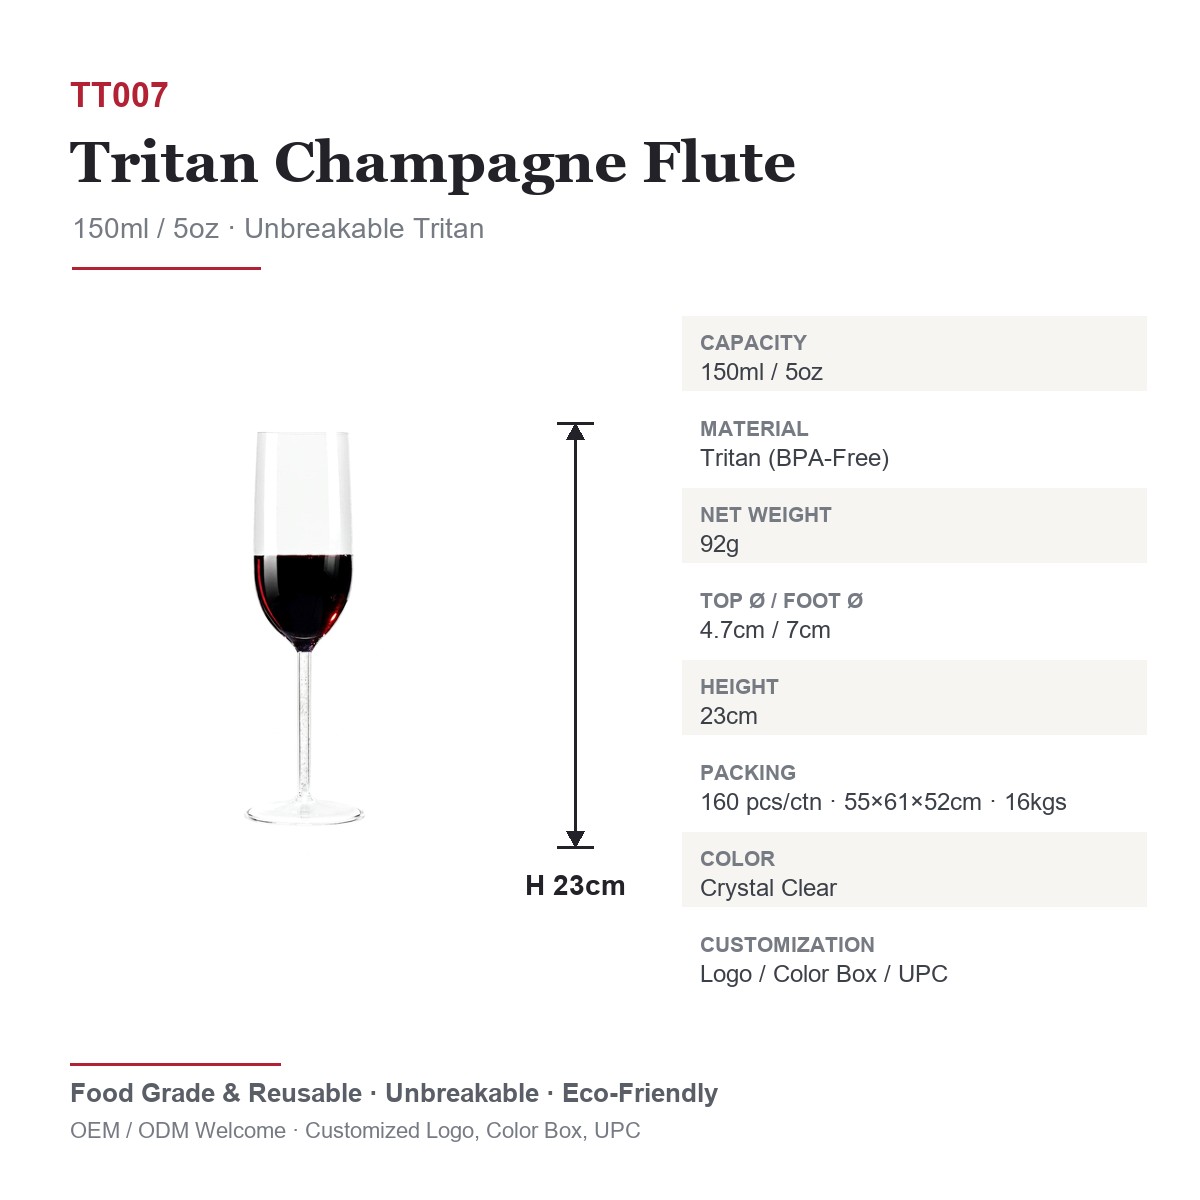 TT007
Tritan Champagne Flute
150ml / 5oz · Unbreakable Tritan
CAPACITY
150ml / 5oz
MATERIAL
Tritan (BPA-Free)
NET WEIGHT
92g
TOP Ø / FOOT Ø
4.7cm / 7cm
HEIGHT
23cm
PACKING
160 pcs/ctn · 55×61×52cm · 16kgs
COLOR
Crystal Clear
CUSTOMIZATION
Logo / Color Box / UPC
H 23cm
Food Grade & Reusable · Unbreakable · Eco-Friendly
OEM / ODM Welcome · Customized Logo, Color Box, UPC